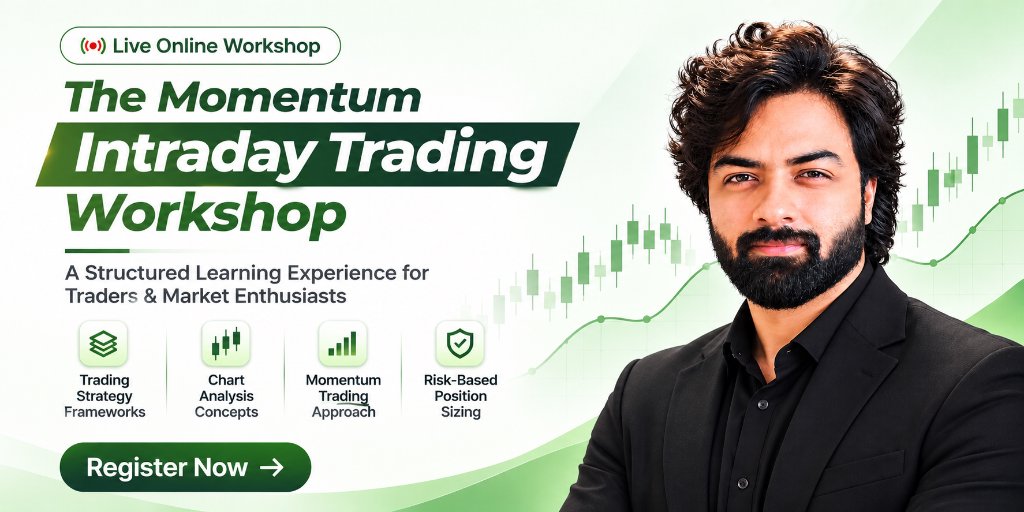 Live Online Workshop
The Momentum
Intraday Trading
Workshop
A Structured Learning Experience for
Traders & Market Enthusiasts
Trading
Strategy
Frameworks
Chart
Analysis
Concepts
Momentum
Trading
Approach
Risk-Based
Position
Sizing
Register Now →